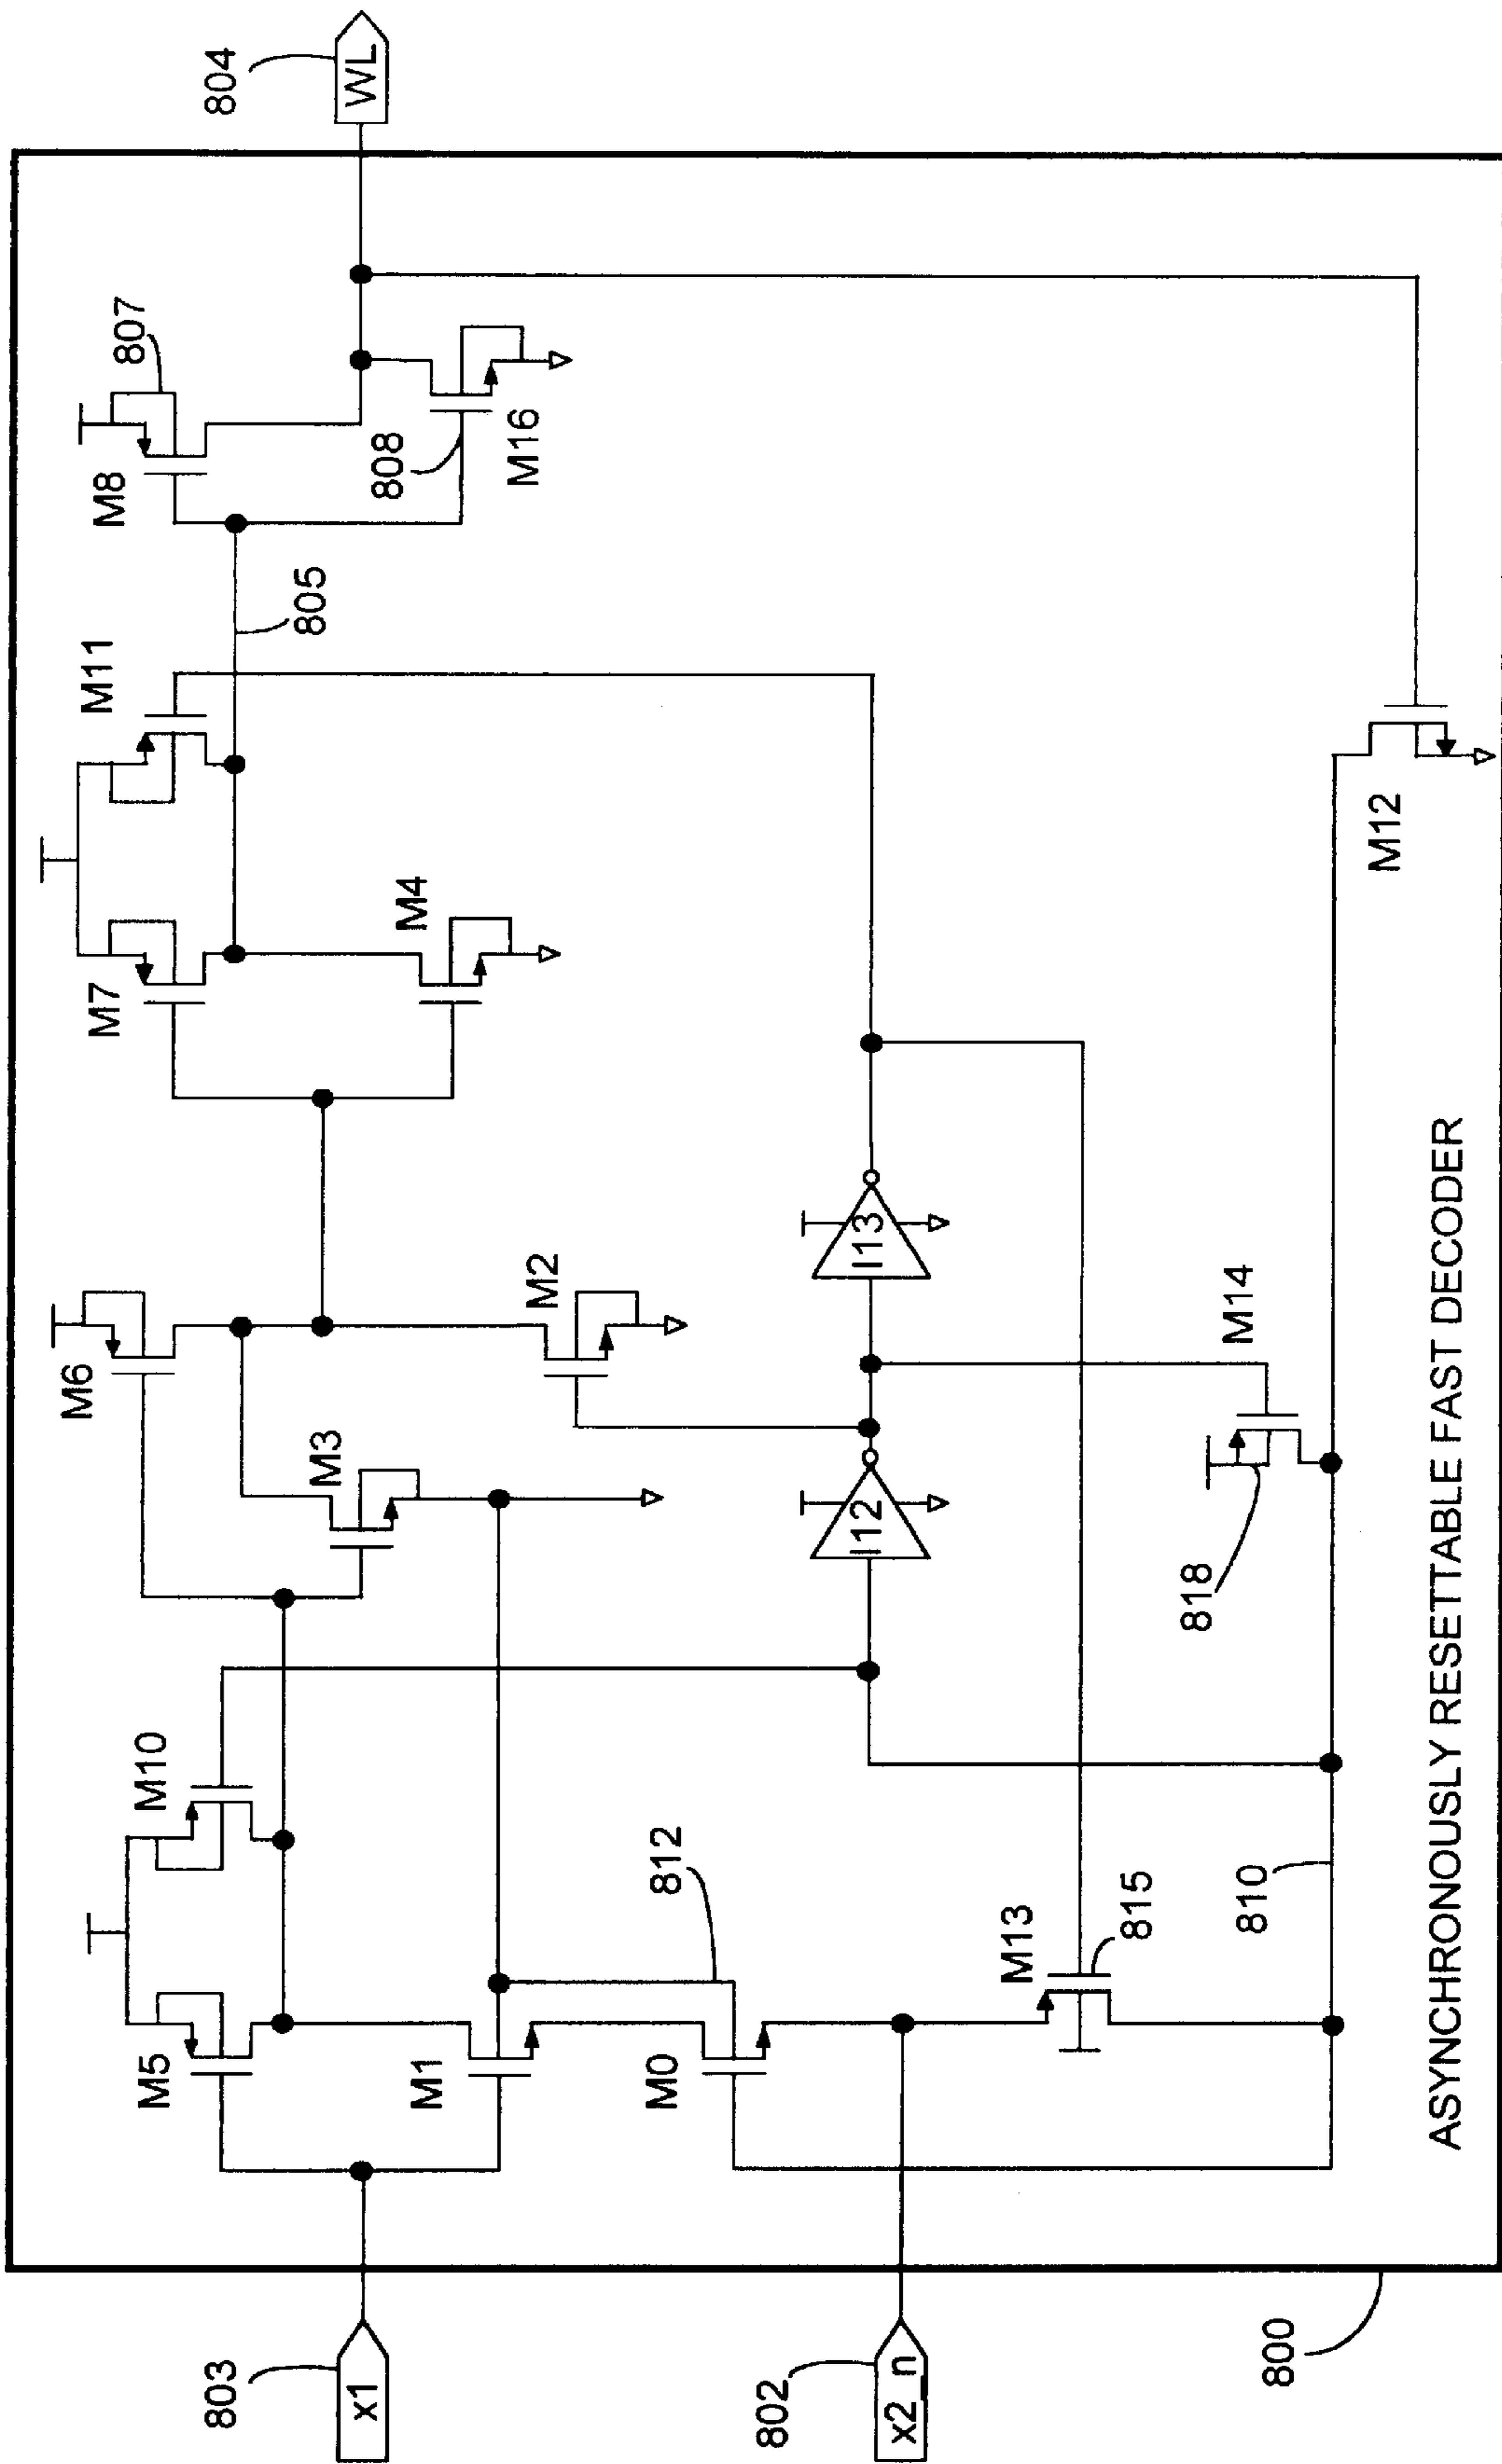 804
WL
807
M8
808
M16
805
M11
M7
M4
M6
M2
M3
I13
M14
M12
I12
818
M10
812
M5
M1
M0
M13
815
810
803
x1
802
x2_n
800
ASYNCHRONOUSLY RESETTABLE FAST DECODER